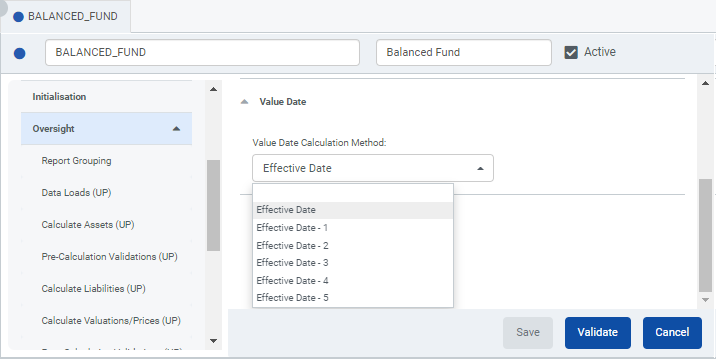 BALANCED_FUND
BALANCED_FUND
Balanced Fund
Active
Initialisation
Oversight
Report Grouping
Data Loads (UP)
Calculate Assets (UP)
Pre-Calculation Validations (UP)
Calculate Liabilities (UP)
Calculate Valuations/Prices (UP)
Value Date
Value Date Calculation Method:
Effective Date
Effective Date
Effective Date - 1
Effective Date - 2
Effective Date - 3
Effective Date - 4
Effective Date - 5
Save
Validate
Cancel